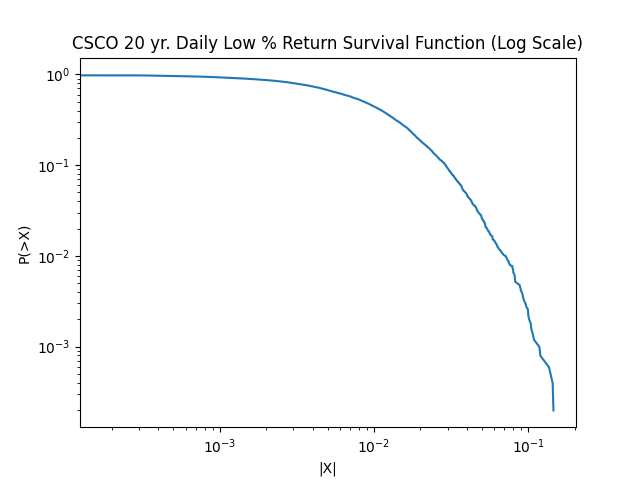 CSCO 20 yr. Daily Low % Return Survival Function (Log Scale)
P(>X)
10⁰
10⁻¹
10⁻²
10⁻³
10⁻³ 10⁻² 10⁻¹
|X|